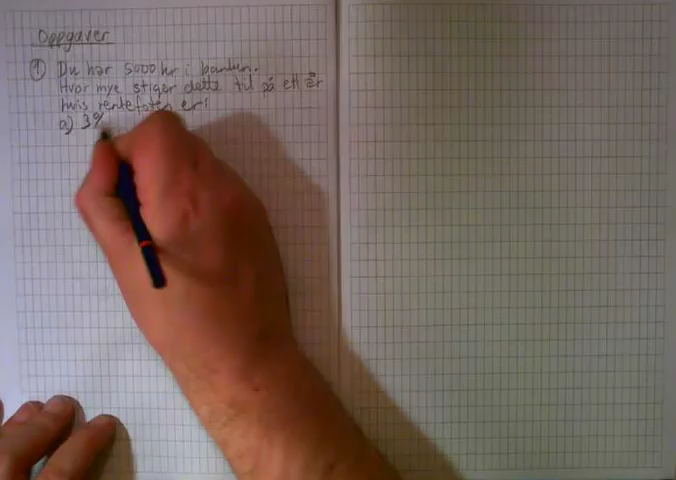 Oppgaver
① Du har 5000 kr i banken.
Hvor mye stiger dette til på ett år
hvis rentefoten er:
a) 3%